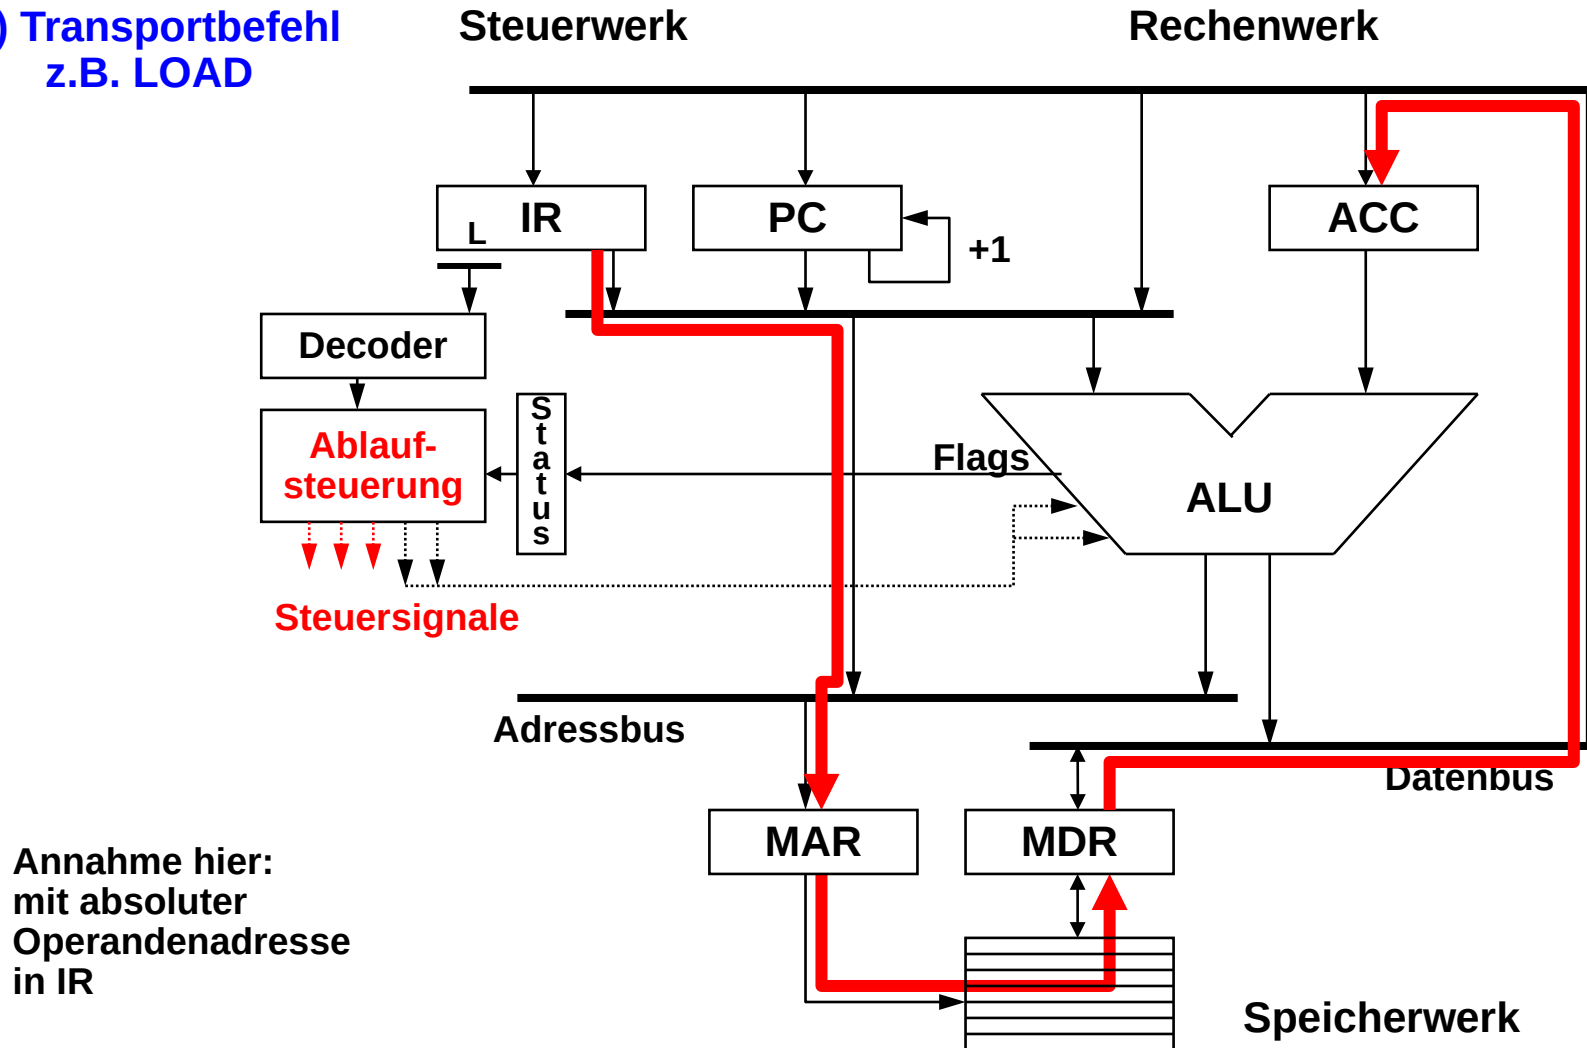 ) Transportbefehl
z.B. LOAD
Steuerwerk
Rechenwerk
IR
L
PC
+1
ACC
Decoder
Ablauf-
steuerung
Status
Flags
ALU
Steuersignale
Adressbus
Datenbus
MAR
MDR
Annahme hier:
mit absoluter
Operandenadresse
in IR
Speicherwerk